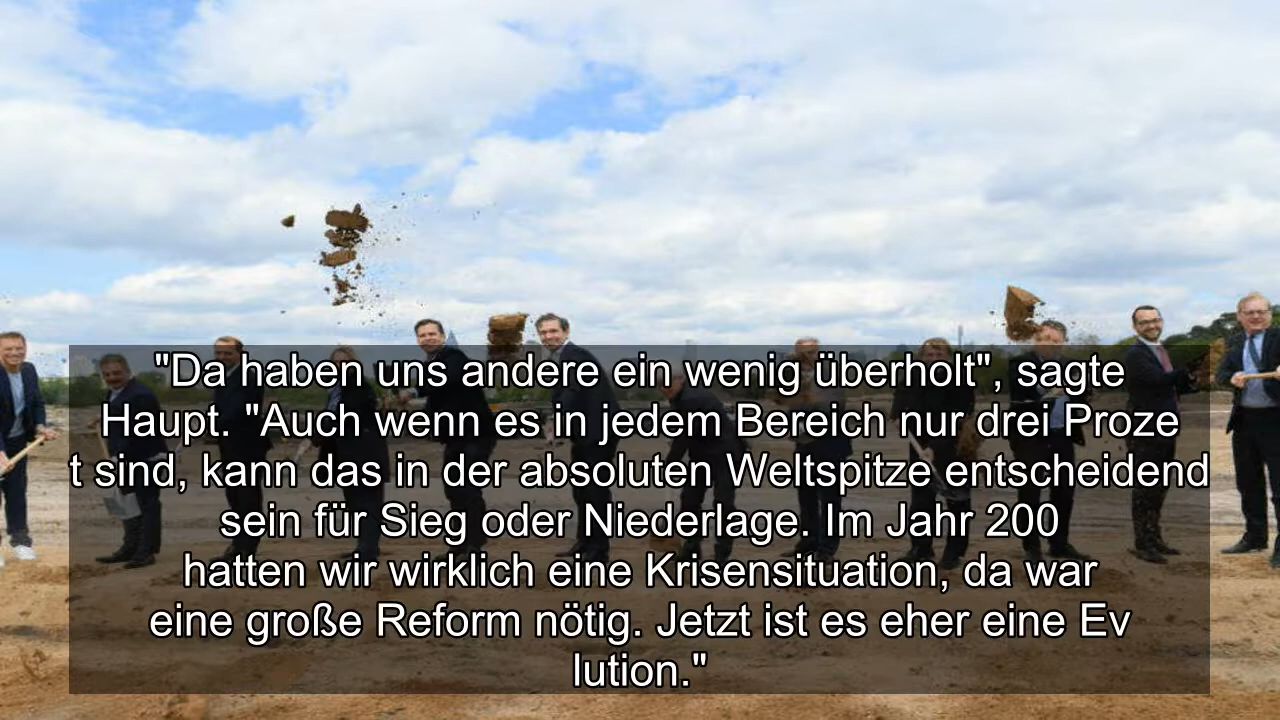 "Da haben uns andere ein wenig überholt", sagte
Haupt. "Auch wenn es in jedem Bereich nur drei Proze
t sind, kann das in der absoluten Weltspitze entscheidend
sein für Sieg oder Niederlage. Im Jahr 200
hatten wir wirklich eine Krisensituation, da war
eine große Reform nötig. Jetzt ist es eher eine Ev
lution."